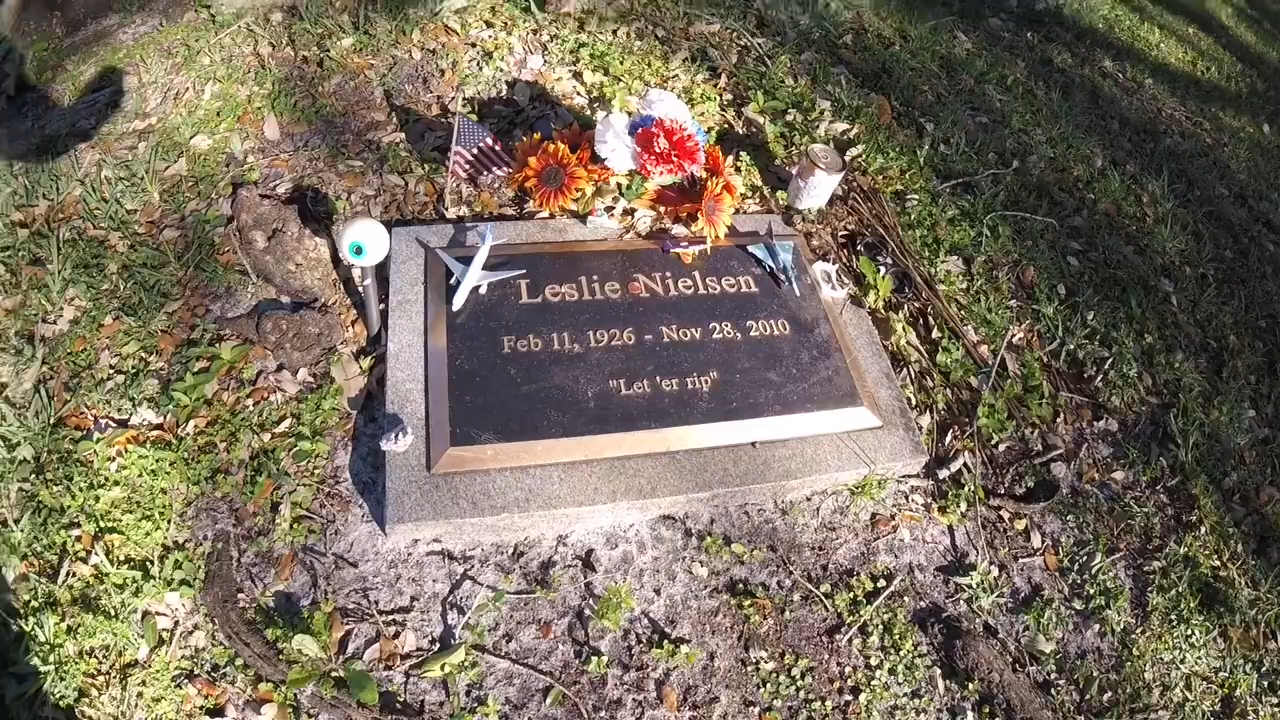 Leslie Nielsen
Feb 11, 1926 - Nov 28, 2010
"Let 'er rip"